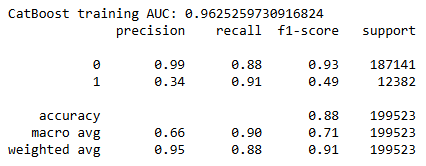 CatBoost training AUC: 0.9625259730916824
precision recall f1-score support
0 0.99 0.88 0.93 187141
1 0.34 0.91 0.49 12382
accuracy 0.88 199523
macro avg 0.66 0.90 0.71 199523
weighted avg 0.95 0.88 0.91 199523